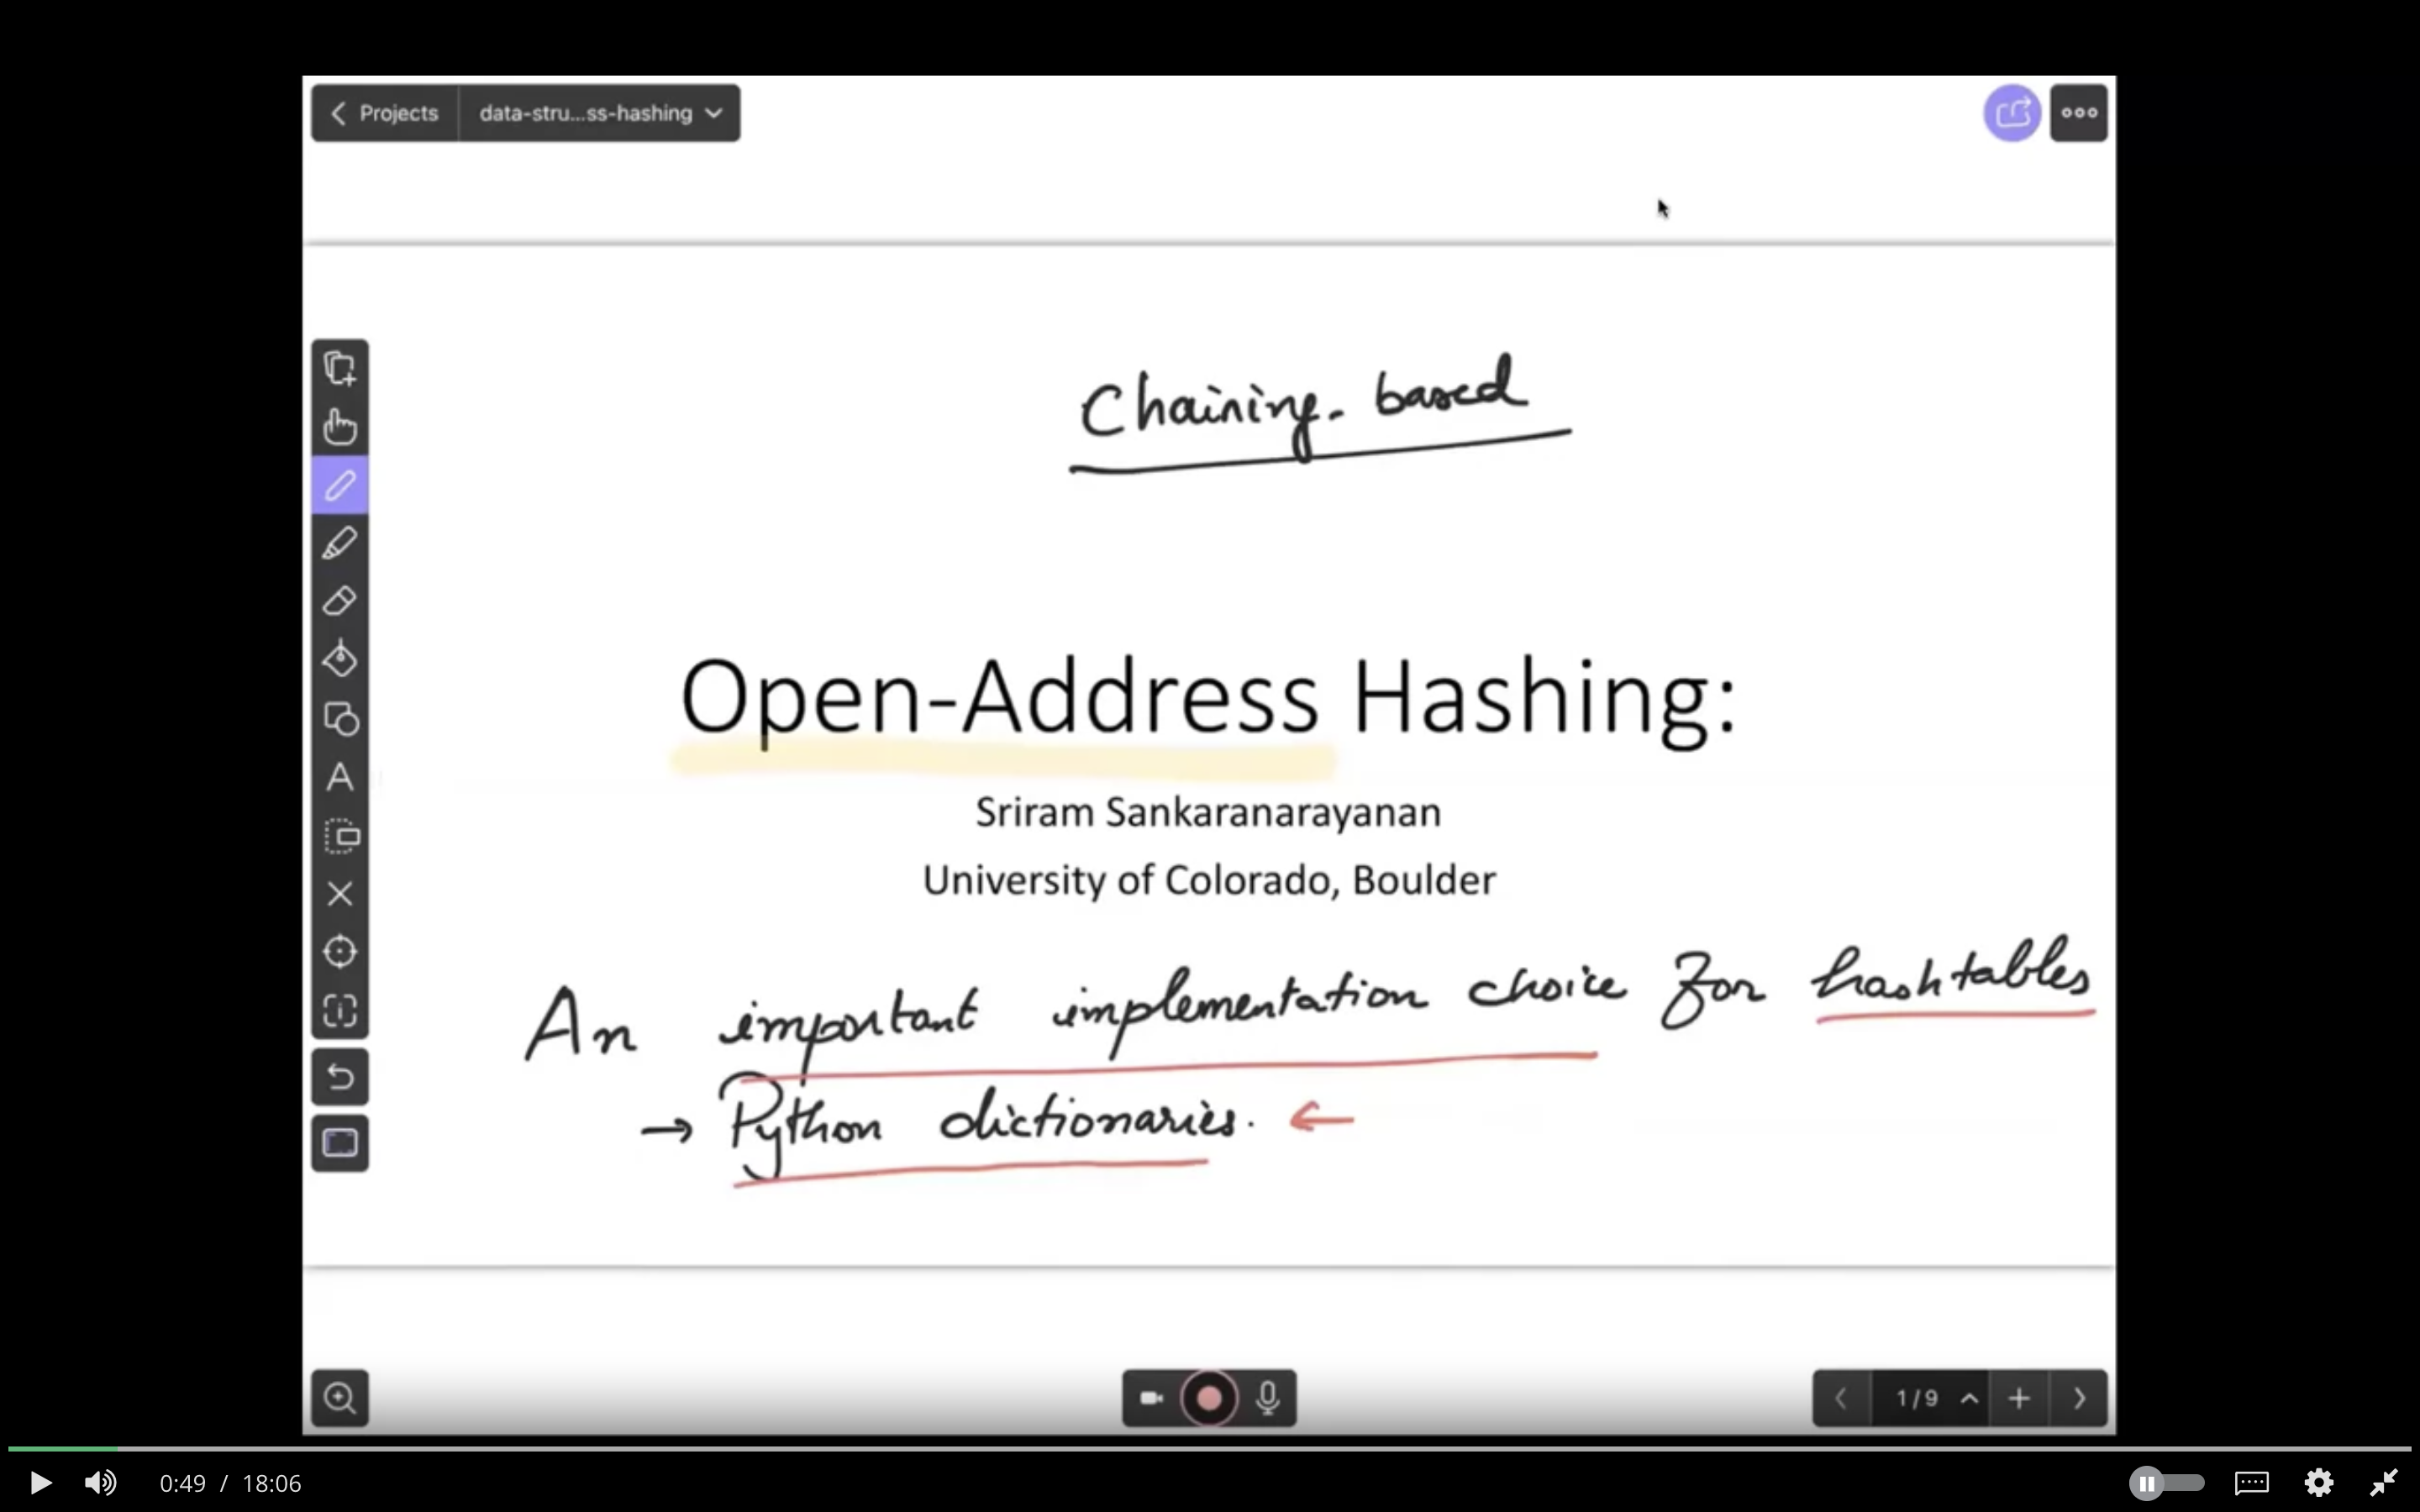 Projects
data-stru...ss-hashing
Chaining-based
Open-Address Hashing:
Sriram Sankaranarayanan
University of Colorado, Boulder
An important implementation choice for hashtables
→ Python dictionaries. ←
1/9
0:49 / 18:06